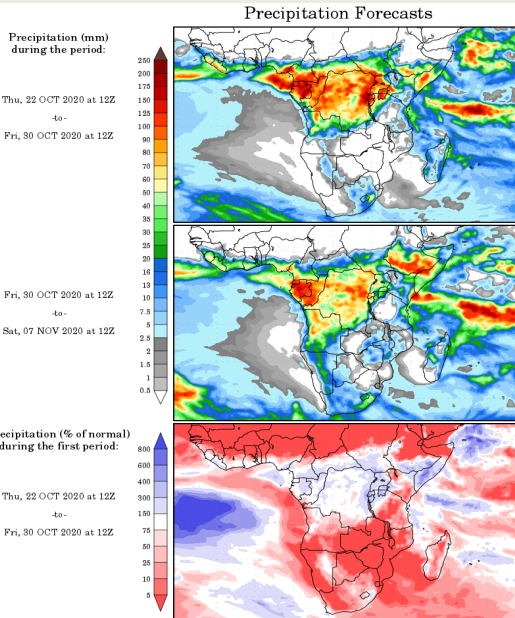 Precipitation Forecasts
Precipitation (mm)
during the period:
Thu, 22 OCT 2020 at 12Z
-to-
Fri, 30 OCT 2020 at 12Z
250
200
175
150
125
100
90
80
70
60
50
40
35
30
25
20
16
13
10
7.5
5
2.5
2
1.5
1
0.5
Fri, 30 OCT 2020 at 12Z
-to-
Sat, 07 NOV 2020 at 12Z
ecipitation (% of normal)
during the first period:
Thu, 22 OCT 2020 at 12Z
-to-
Fri, 30 OCT 2020 at 12Z
800
600
400
300
150
75
50
25
10
5